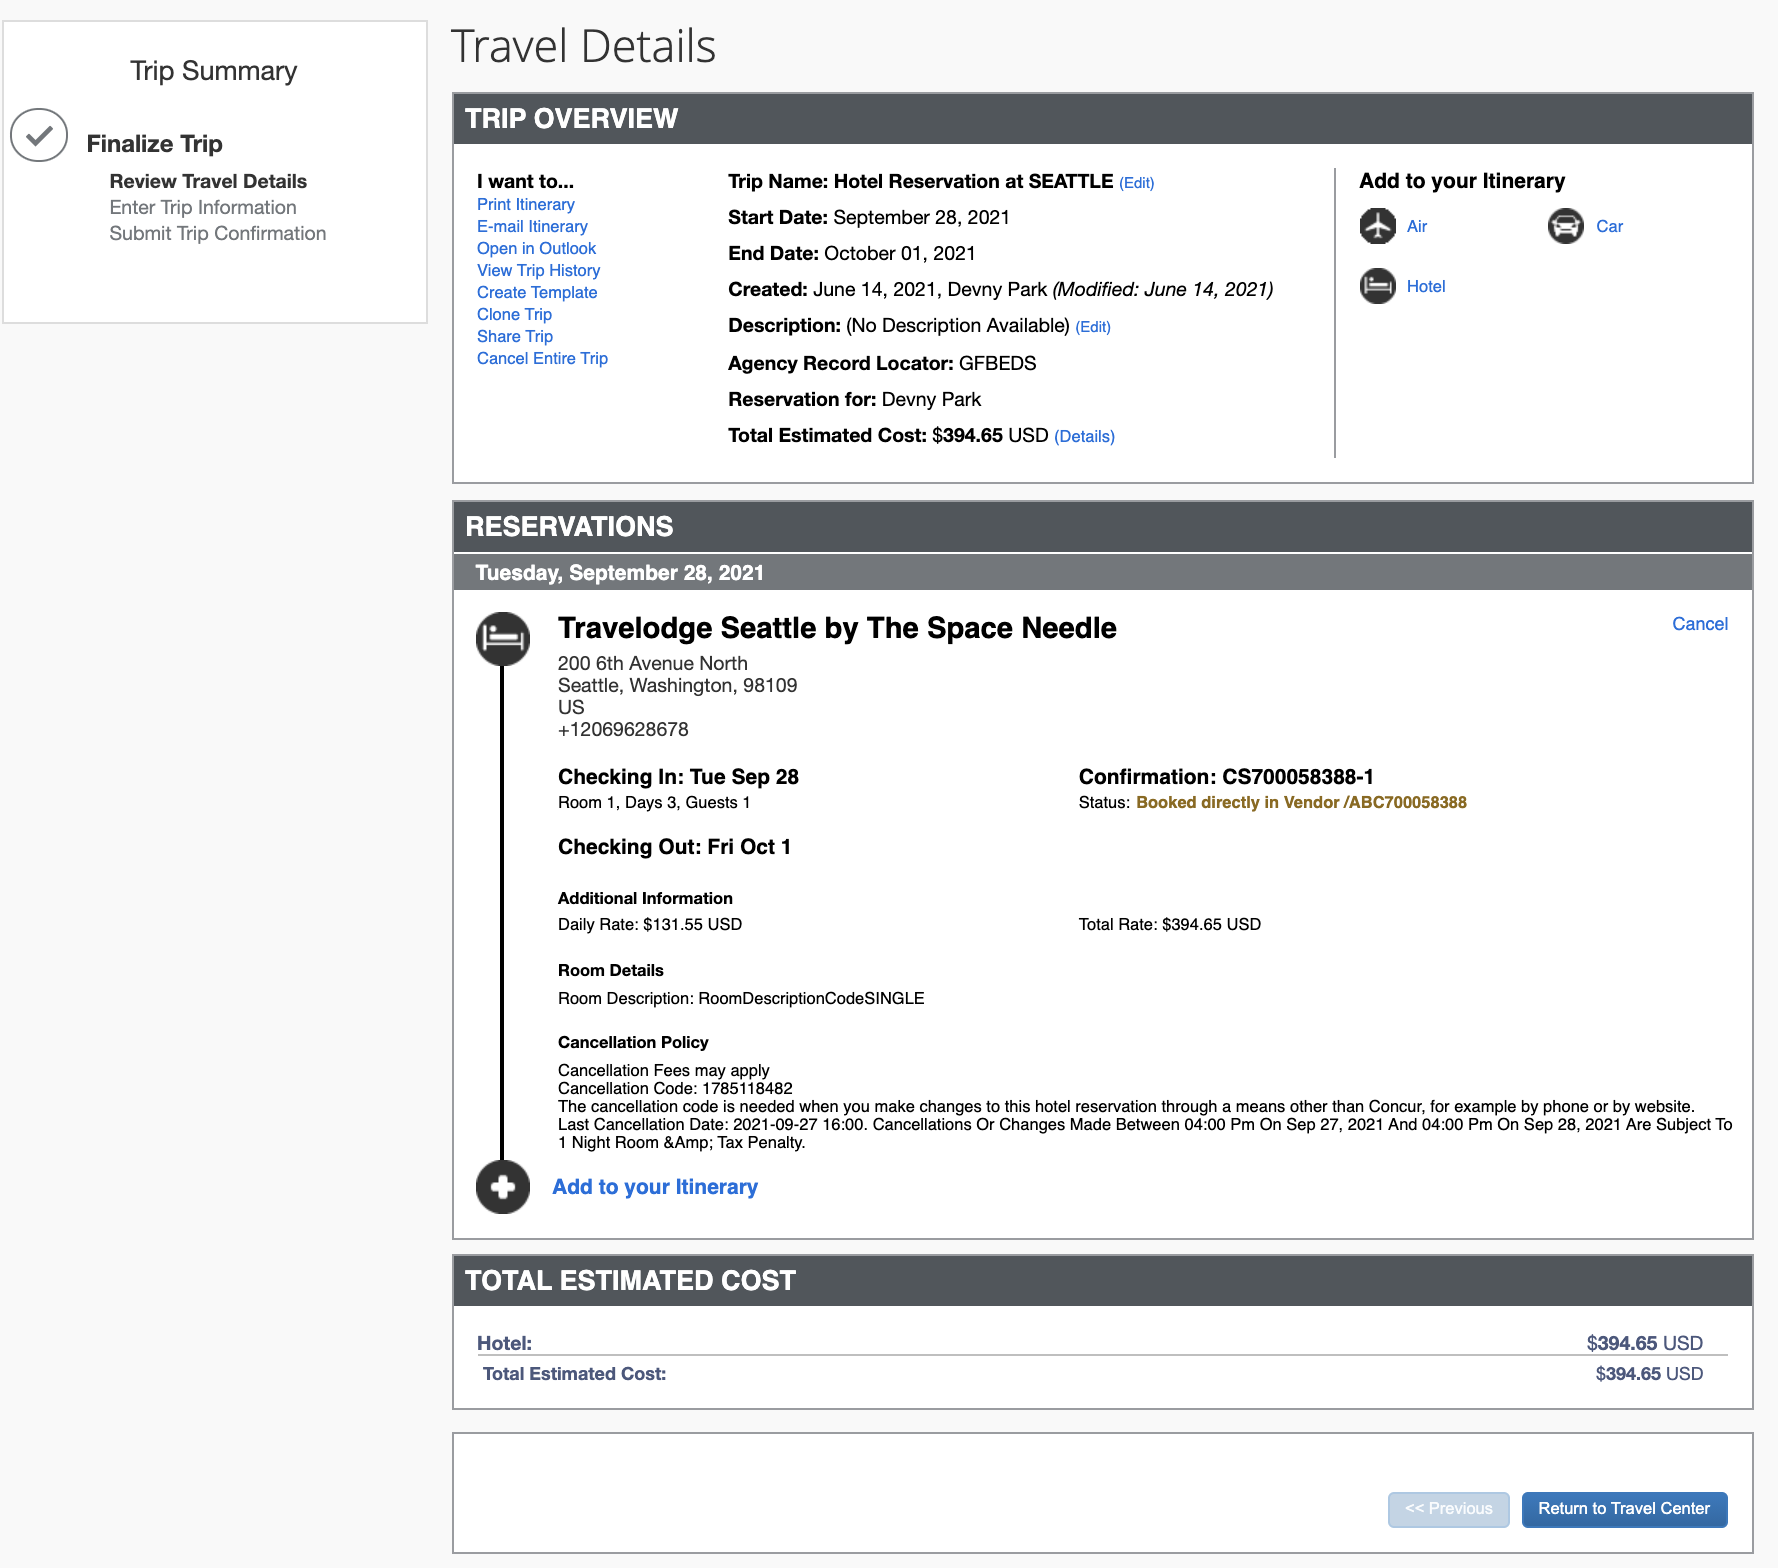 Trip Summary
Finalize Trip
Review Travel Details
Enter Trip Information
Submit Trip Confirmation
Travel Details
TRIP OVERVIEW
I want to...
Print Itinerary
E-mail Itinerary
Open in Outlook
View Trip History
Create Template
Clone Trip
Share Trip
Cancel Entire Trip
Trip Name: Hotel Reservation at SEATTLE (Edit)
Start Date: September 28, 2021
End Date: October 01, 2021
Created: June 14, 2021, Devny Park (Modified: June 14, 2021)
Description: (No Description Available) (Edit)
Agency Record Locator: GFBEDS
Reservation for: Devny Park
Total Estimated Cost: $394.65 USD (Details)
Add to your Itinerary
Air
Car
Hotel
RESERVATIONS
Tuesday, September 28, 2021
Travelodge Seattle by The Space Needle
Cancel
200 6th Avenue North
Seattle, Washington, 98109
US
+12069628678
Checking In: Tue Sep 28
Room 1, Days 3, Guests 1
Confirmation: CS700058388-1
Status: Booked directly in Vendor /ABC700058388
Checking Out: Fri Oct 1
Additional Information
Daily Rate: $131.55 USD
Total Rate: $394.65 USD
Room Details
Room Description: RoomDescriptionCodeSINGLE
Cancellation Policy
Cancellation Fees may apply
Cancellation Code: 1785118482
The cancellation code is needed when you make changes to this hotel reservation through a means other than Concur, for example by phone or by website.
Last Cancellation Date: 2021-09-27 16:00. Cancellations Or Changes Made Between 04:00 Pm On Sep 27, 2021 And 04:00 Pm On Sep 28, 2021 Are Subject To
1 Night Room &Amp; Tax Penalty.
Add to your Itinerary
TOTAL ESTIMATED COST
Hotel: $394.65 USD
Total Estimated Cost: $394.65 USD
<< Previous
Return to Travel Center